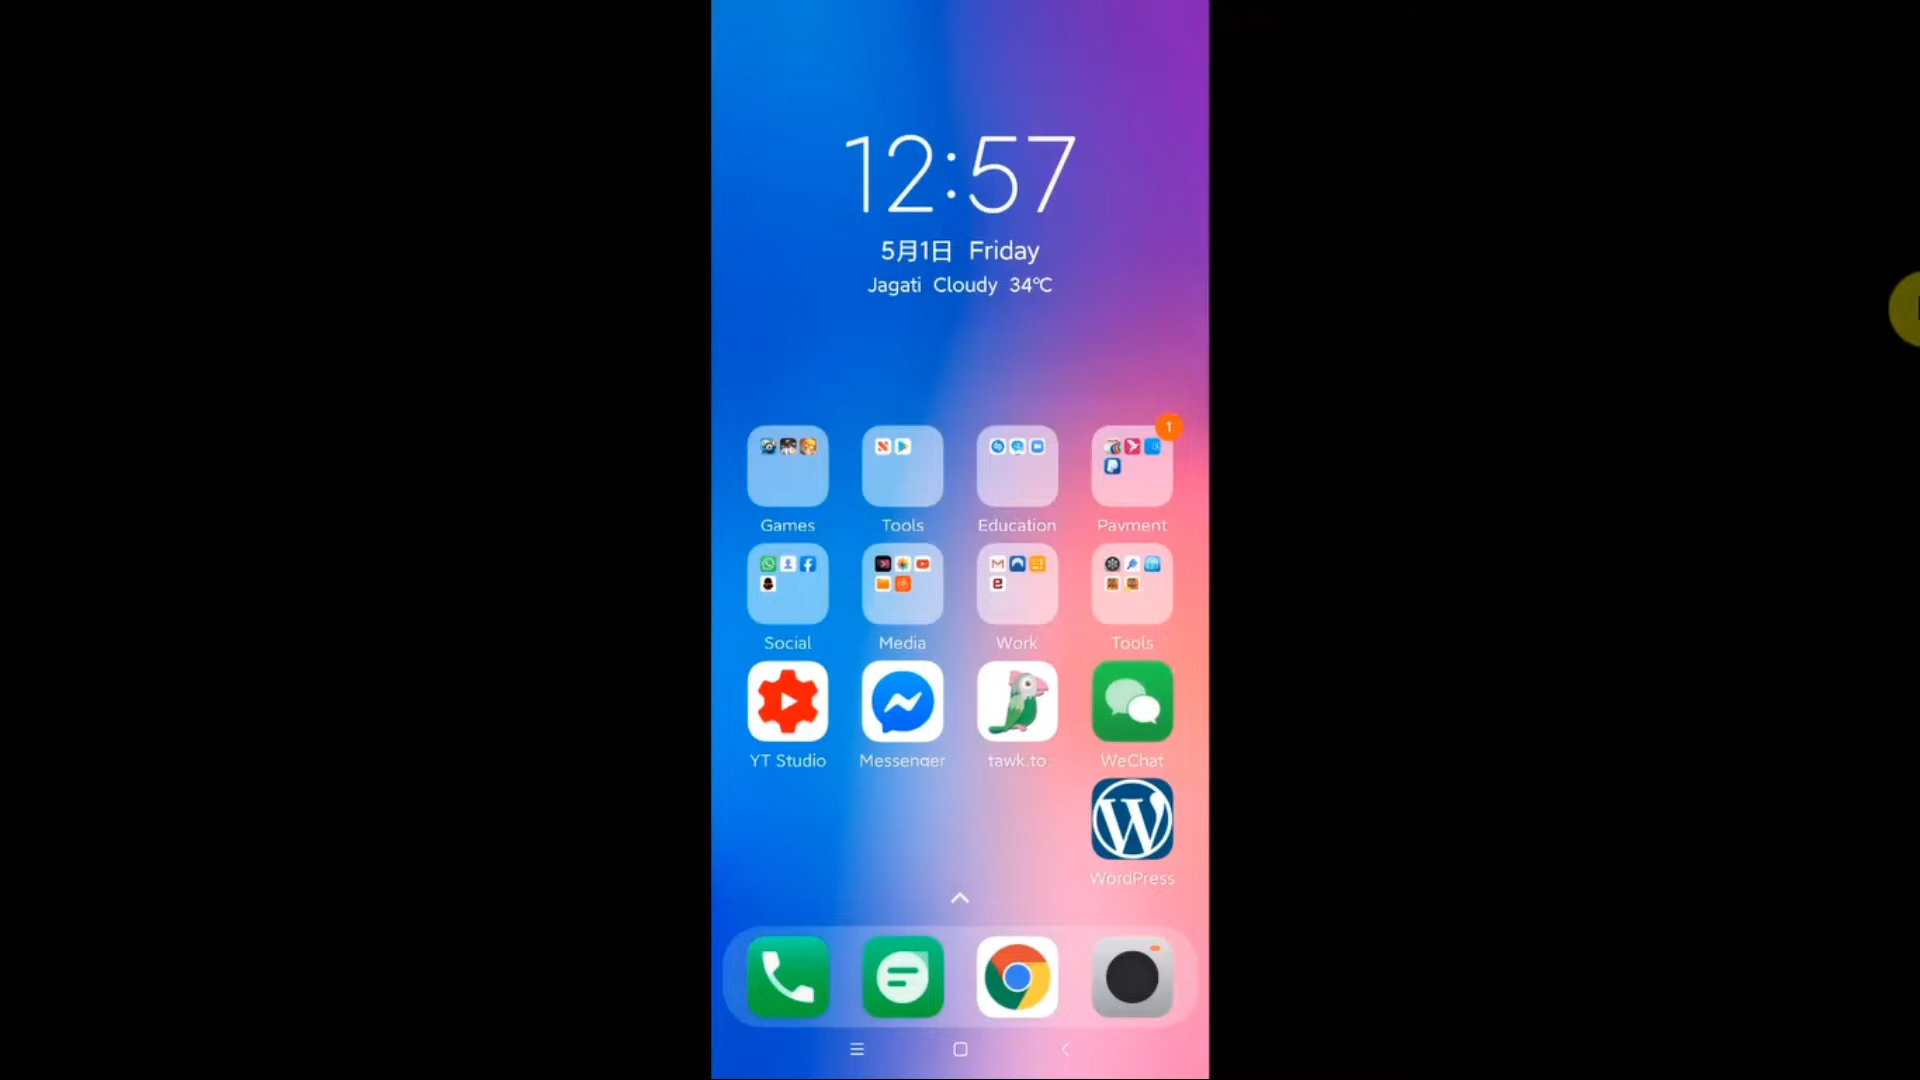 12:57
5月1日 Friday
Jagati Cloudy 34°C
1
Games Tools Education Payment
Social Media Work Tools
YT Studio Messenger tawk.to WeChat
WordPress